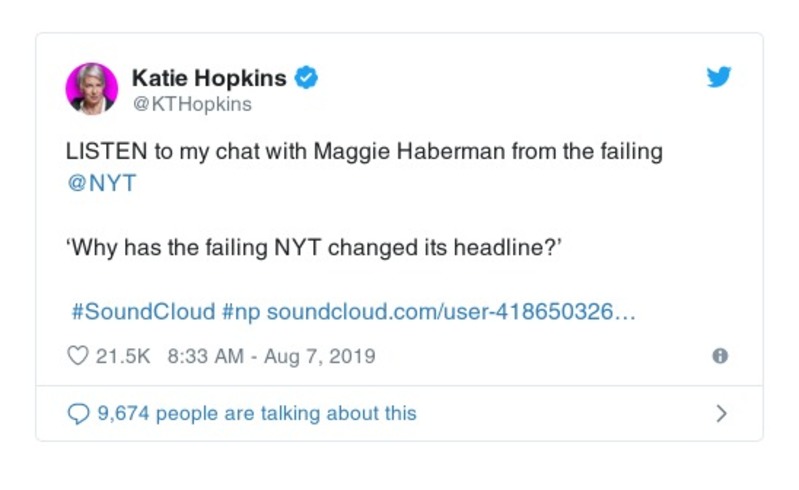 Katie Hopkins
@KTHopkins
LISTEN to my chat with Maggie Haberman from the failing
@NYT
‘Why has the failing NYT changed its headline?’
#SoundCloud #np soundcloud.com/user-418650326…
21.5K 8:33 AM - Aug 7, 2019
9,674 people are talking about this